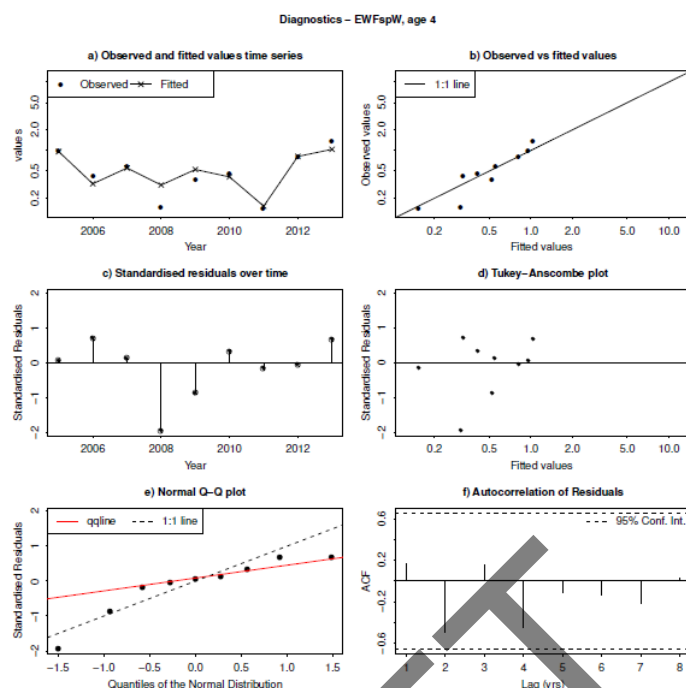 Diagnostics – EWFspW, age 4
a) Observed and fitted values time series
Observed Fitted
values
0.2 0.5 2.0 5.0
2006 2008 2010 2012
Year
b) Observed vs fitted values
1:1 line
Observed values
0.2 0.5 2.0 5.0
0.2 0.5 1.0 2.0 5.0 10.0
Fitted values
c) Standardised residuals over time
Standardised Residuals
−2 −1 0 1 2
2006 2008 2010 2012
Year
d) Tukey−Anscombe plot
Standardised Residuals
−2 −1 0 1 2
0.2 0.5 1.0 2.0 5.0 10.0
Fitted values
e) Normal Q−Q plot
qqline 1:1 line
Standardised Residuals
−2 −1 0 1 2
−1.5 −1.0 −0.5 0.0 0.5 1.0 1.5
Quantiles of the Normal Distribution
f) Autocorrelation of Residuals
95% Conf. Int.
ACF
−0.6 −0.2 0.2 0.6
1 2 3 4 5 6 7 8
Lag (yrs)